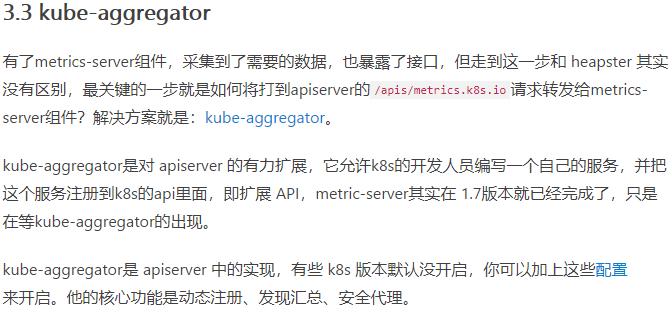 3.3 kube-aggregator
有了metrics-server组件，采集到了需要的数据，也暴露了接口，但走到这一步和 heapster 其实
没有区别，最关键的一步就是如何将打到apiserver的 /apis/metrics.k8s.io 请求转发给metrics-
server组件？解决方案就是：kube-aggregator。
kube-aggregator是对 apiserver 的有力扩展，它允许k8s的开发人员编写一个自己的服务，并把
这个服务注册到k8s的api里面，即扩展 API，metric-server其实在 1.7版本就已经完成了，只是
在等kube-aggregator的出现。
kube-aggregator是 apiserver 中的实现，有些 k8s 版本默认没开启，你可以加上这些配置
来开启。他的核心功能是动态注册、发现汇总、安全代理。